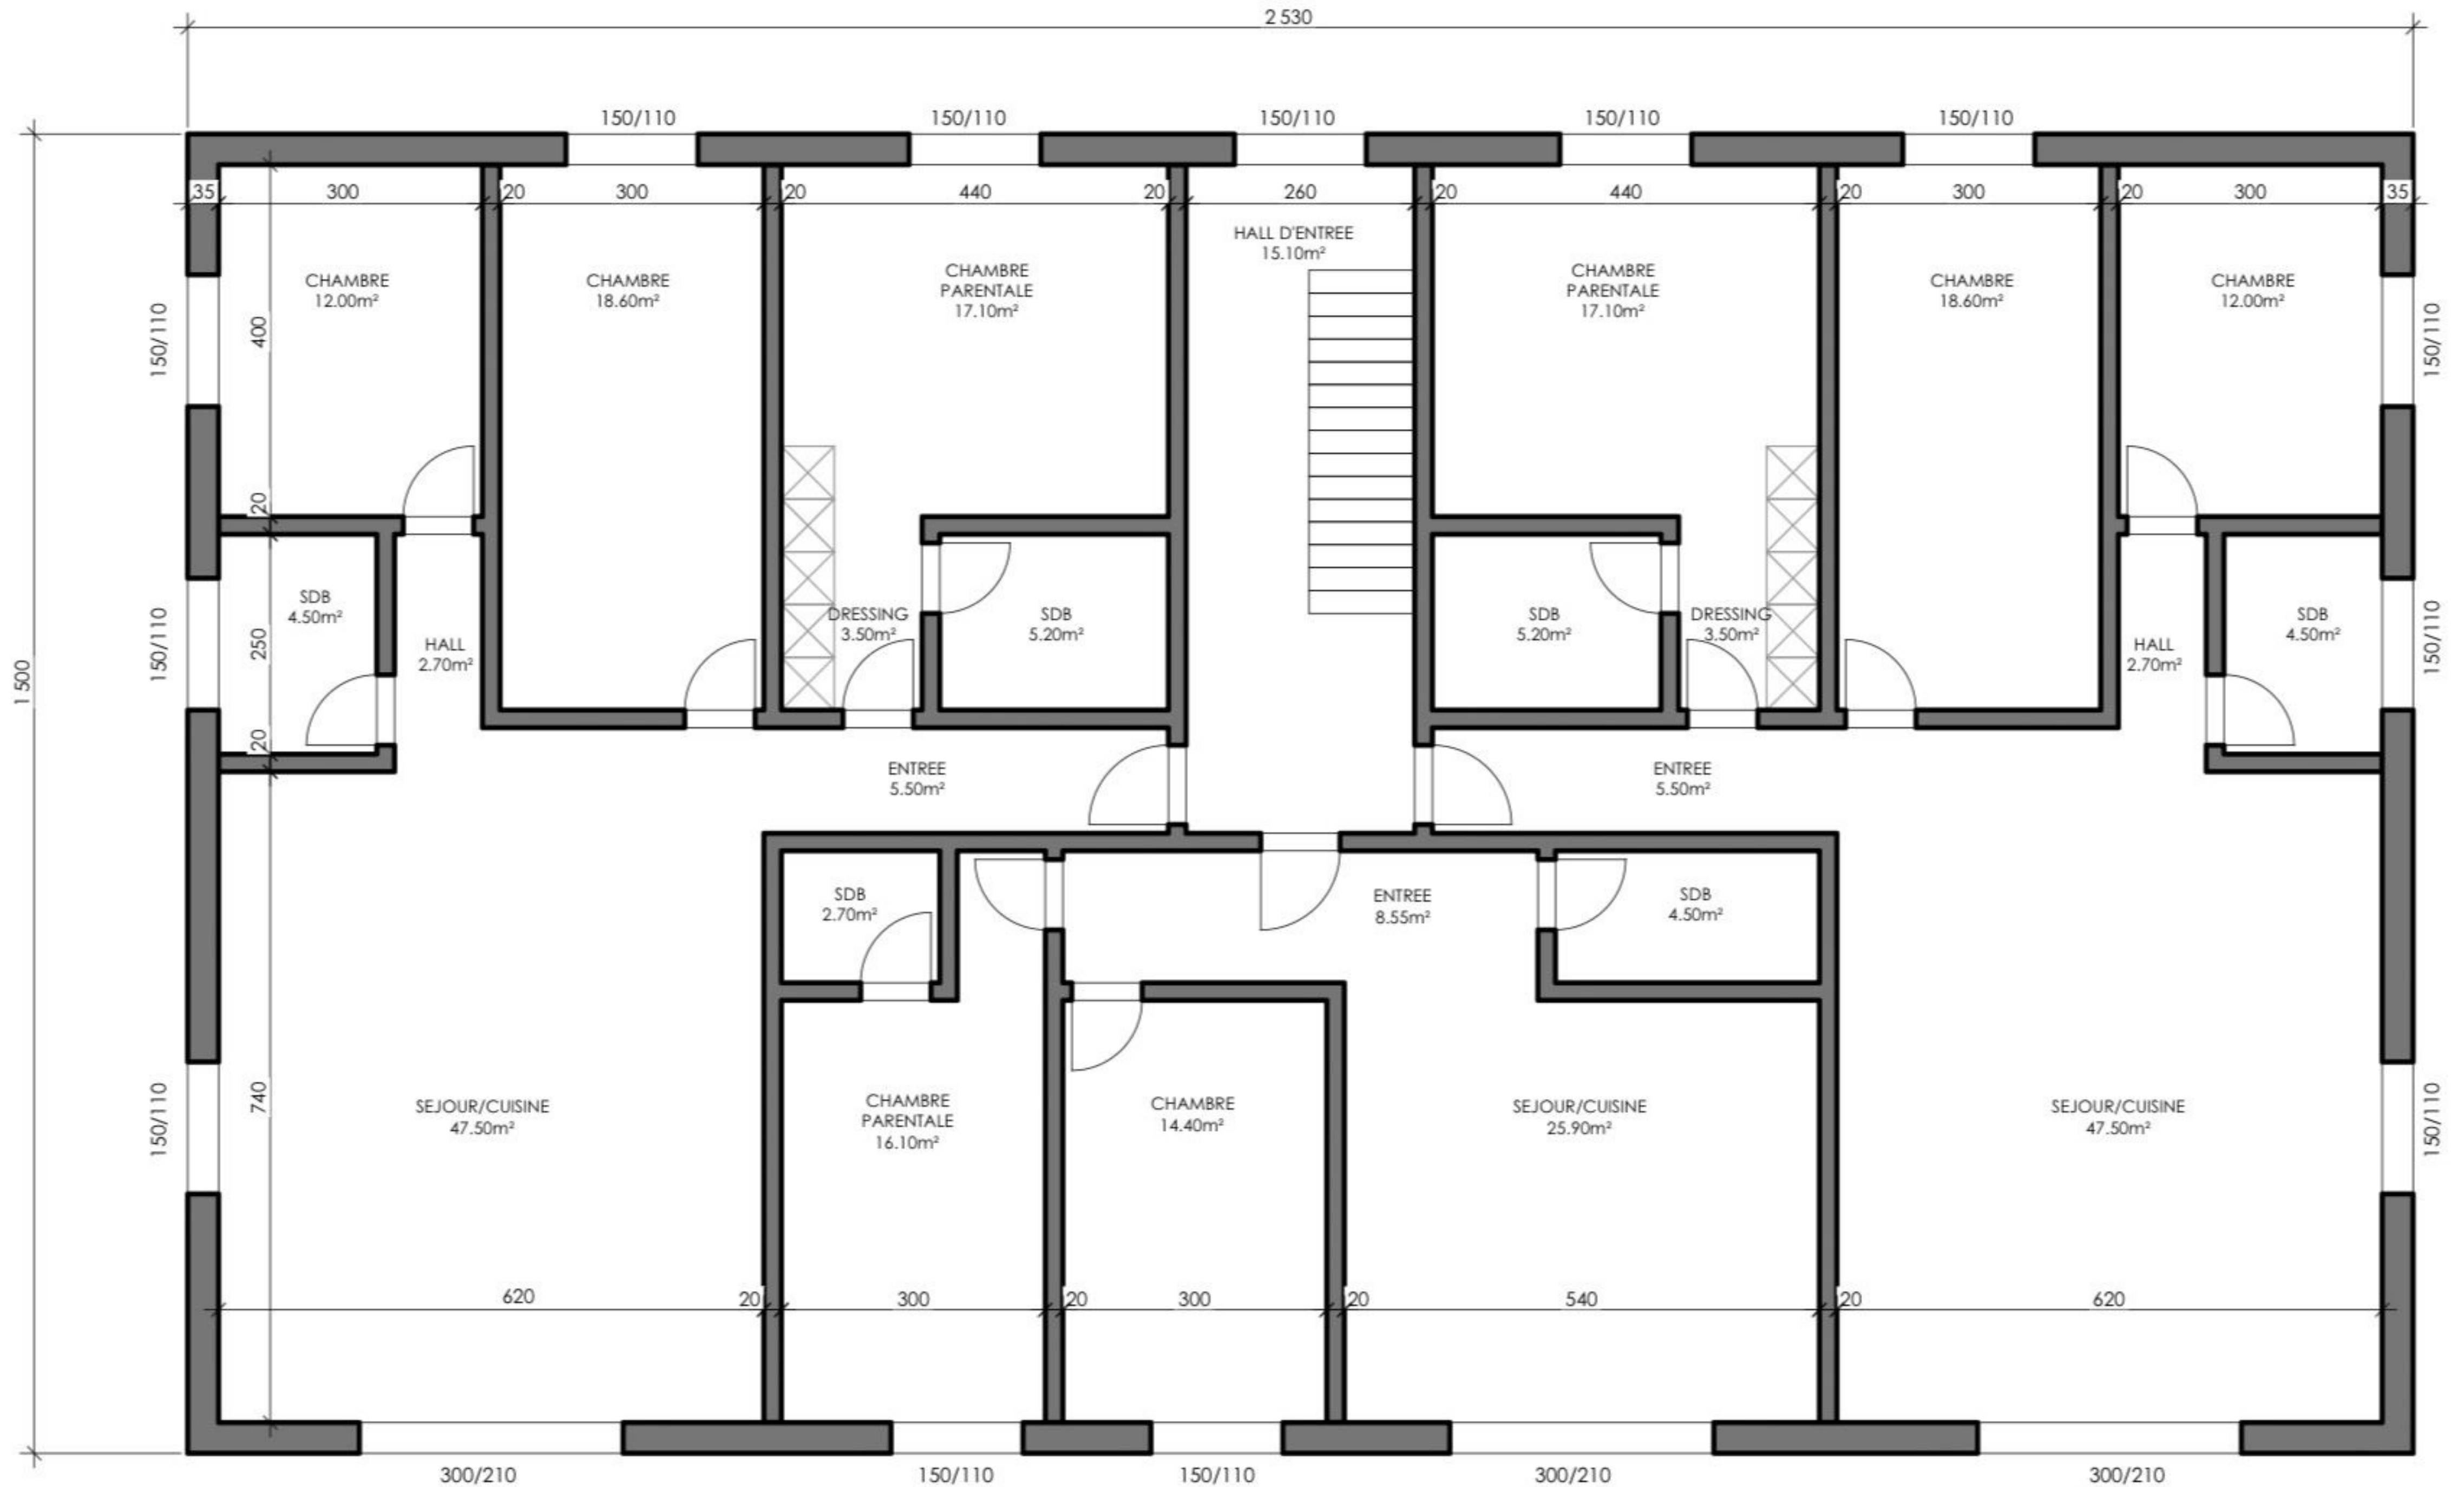 2 530
150/110
150/110
150/110
150/110
150/110
35
300
20
300
20
440
20
260
20
440
20
300
20
300
35
HALL D'ENTREE
15.10m²
CHAMBRE
12.00m²
CHAMBRE
18.60m²
CHAMBRE
PARENTALE
17.10m²
CHAMBRE
PARENTALE
17.10m²
CHAMBRE
18.60m²
CHAMBRE
12.00m²
150/110
400
150/110
20
SDB
4.50m²
HALL
2.70m²
DRESSING
3.50m²
SDB
5.20m²
SDB
5.20m²
DRESSING
3.50m²
HALL
2.70m²
SDB
4.50m²
150/110
250
150/110
1 500
20
ENTREE
5.50m²
ENTREE
5.50m²
SDB
2.70m²
ENTREE
8.55m²
SDB
4.50m²
150/110
740
SEJOUR/CUISINE
47.50m²
CHAMBRE
PARENTALE
16.10m²
CHAMBRE
14.40m²
SEJOUR/CUISINE
25.90m²
SEJOUR/CUISINE
47.50m²
150/110
620
20
300
20
300
20
540
20
620
300/210
150/110
150/110
300/210
300/210